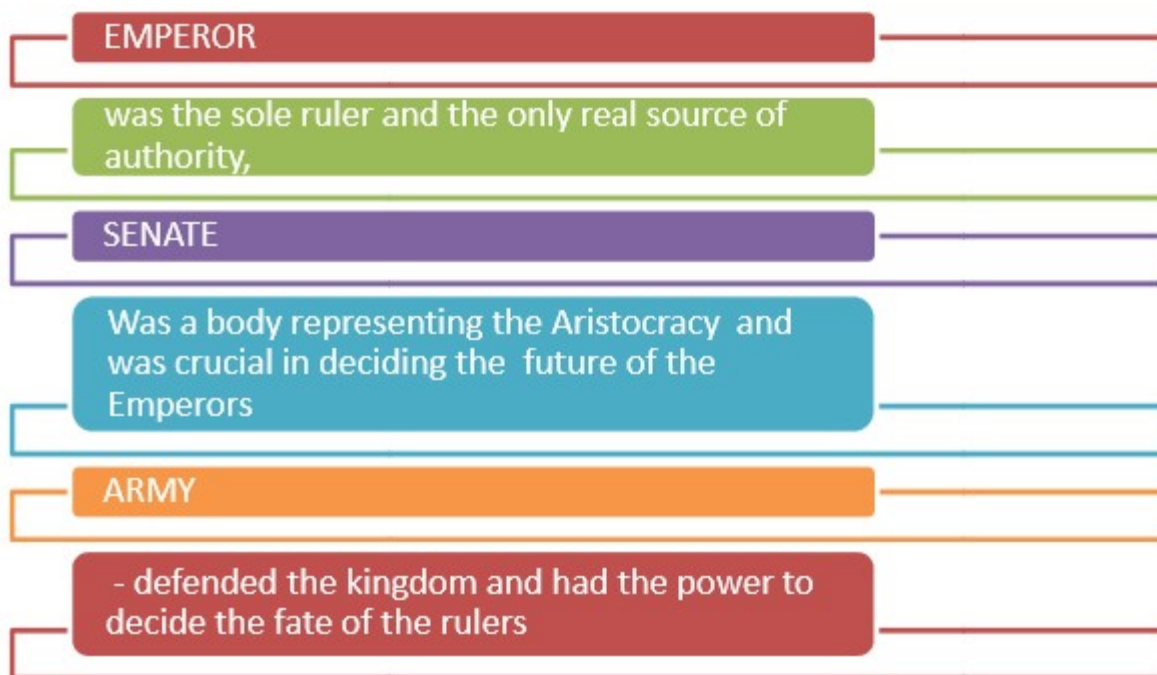 EMPEROR
was the sole ruler and the only real source of
authority,
SENATE
Was a body representing the Aristocracy  and
was crucial in deciding the  future of the
Emperors
ARMY
- defended the kingdom and had the power to
decide the fate of the rulers